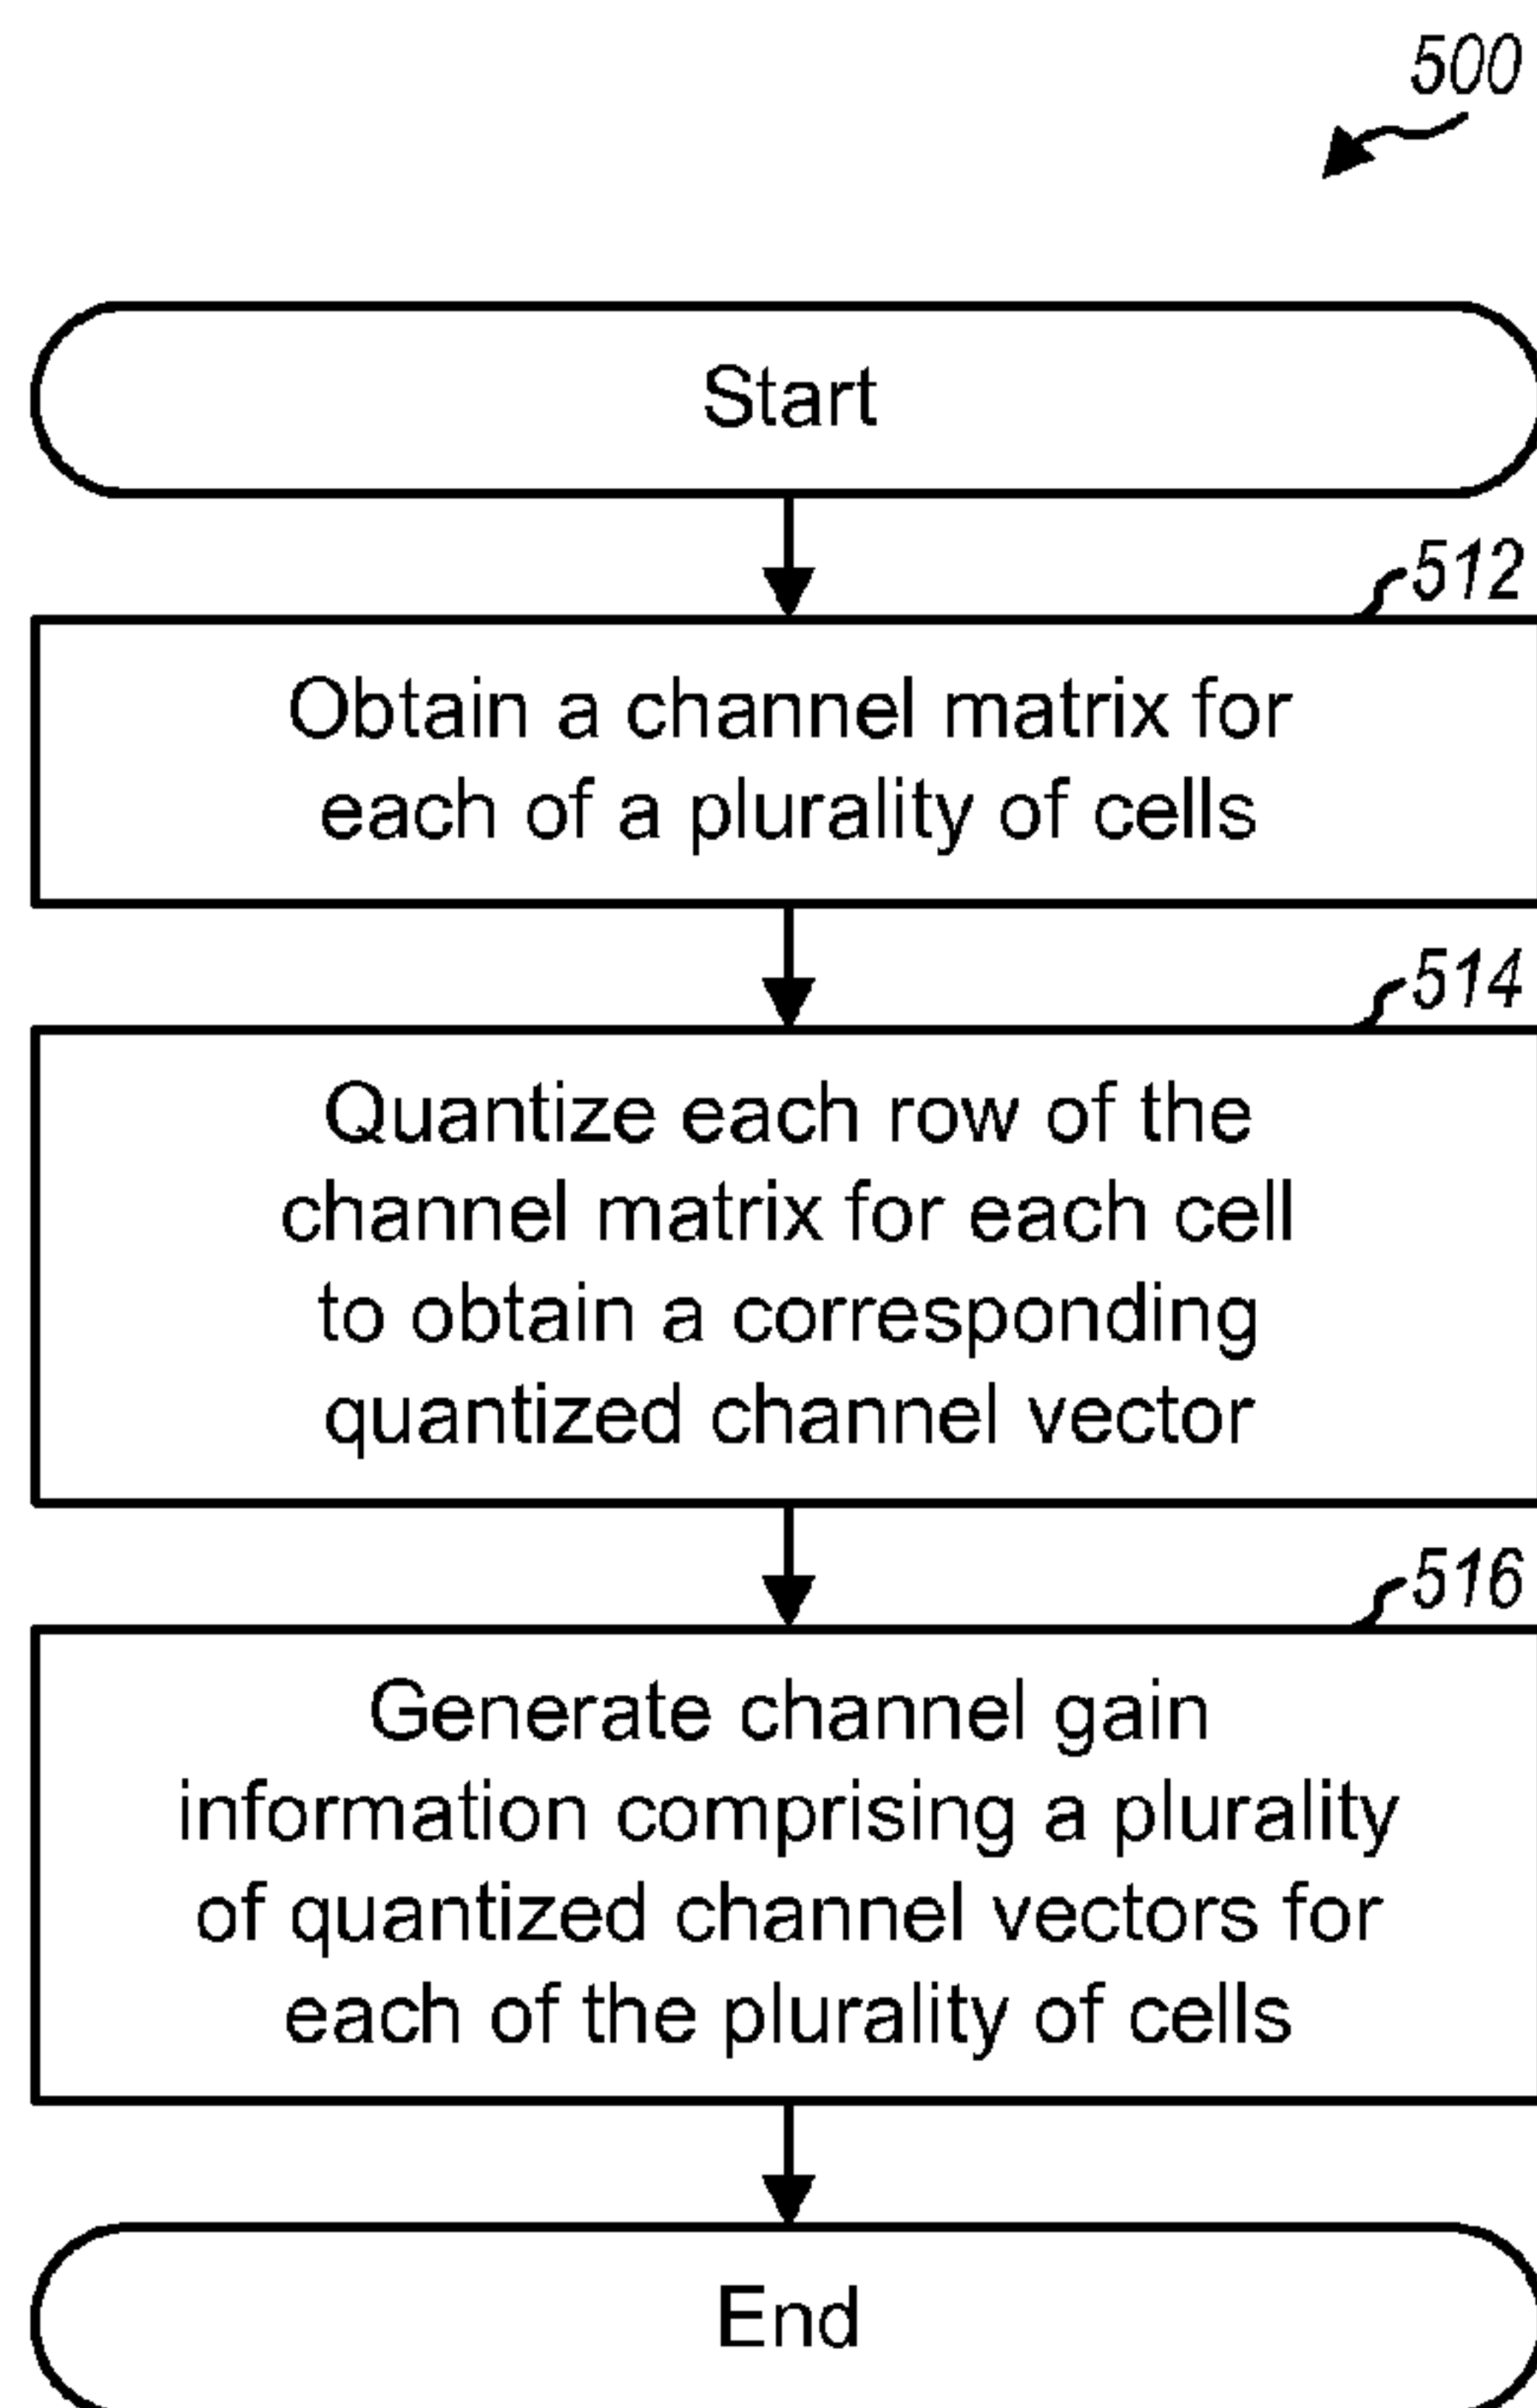 500
Start
512
Obtain a channel matrix for
each of a plurality of cells
514
Quantize each row of the
channel matrix for each cell
to obtain a corresponding
quantized channel vector
516
Generate channel gain
information comprising a plurality
of quantized channel vectors for
each of the plurality of cells
End